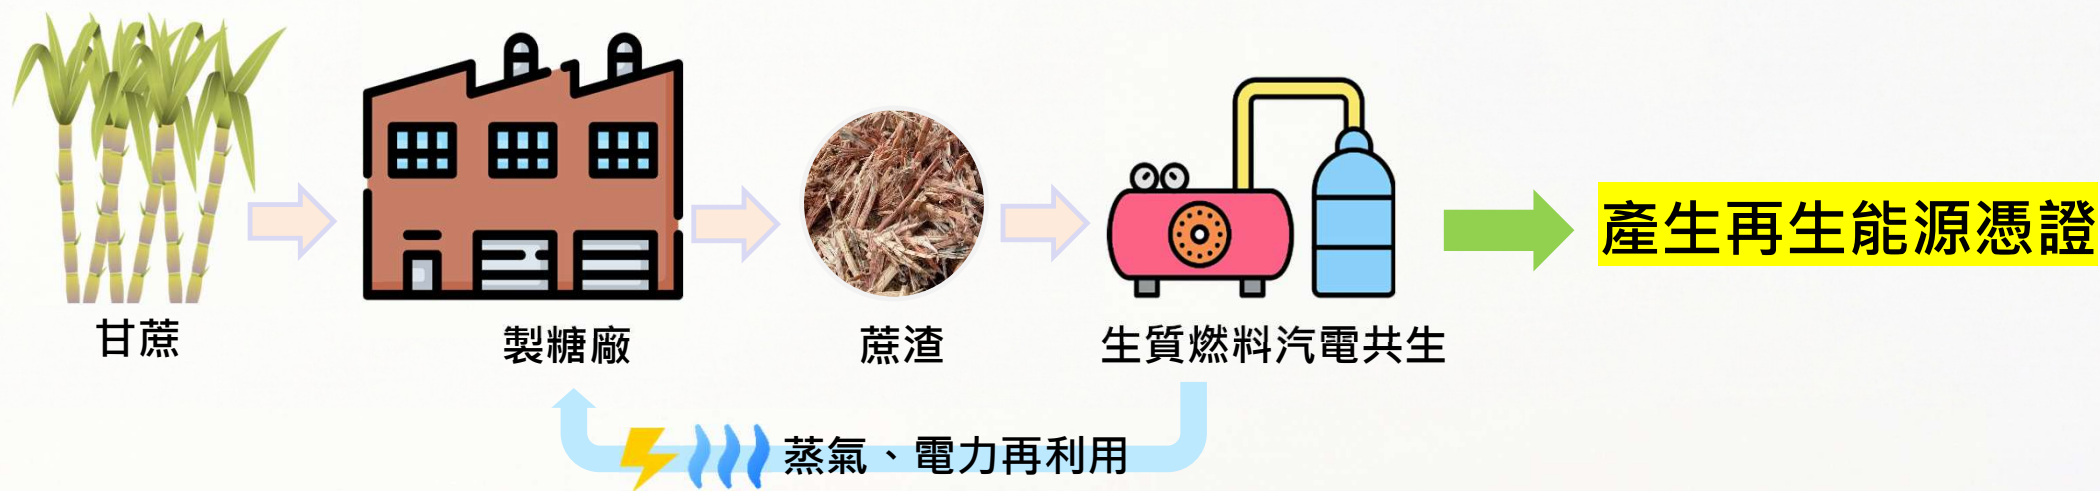 產生再生能源憑證
甘蔗
製糖廠
蔗渣
生質燃料汽電共生
蒸氣、電力再利用